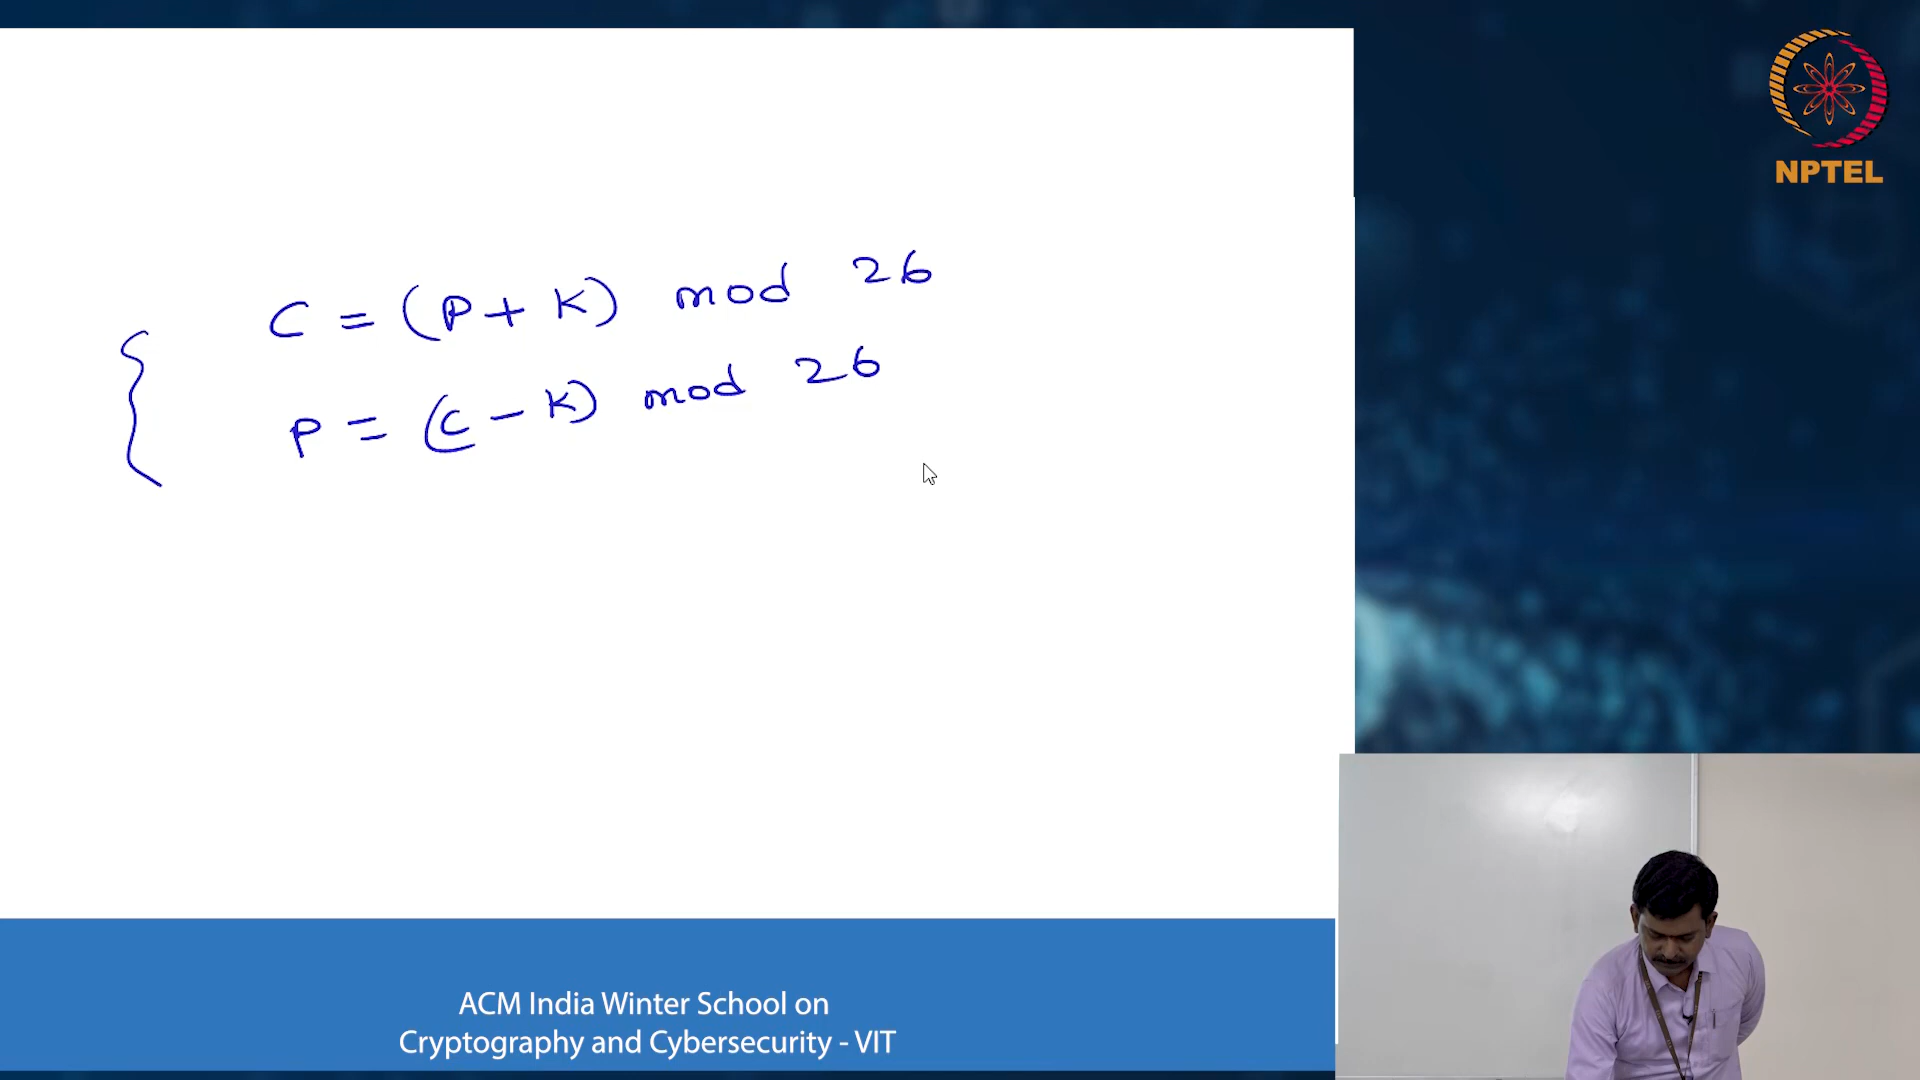 NPTEL
C = (P + K) mod 26
P = (C - K) mod 26
ACM India Winter School on
Cryptography and Cybersecurity - VIT